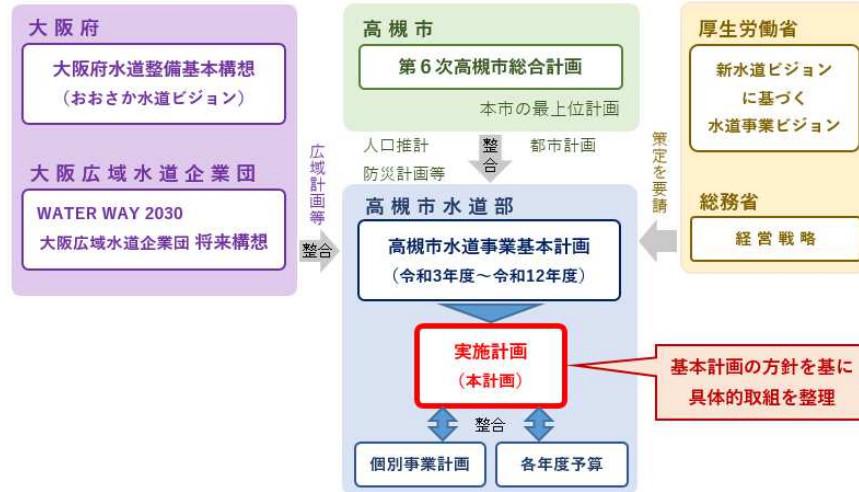 大阪府
大阪府水道整備基本構想
（おおさか水道ビジョン）
大阪広域水道企業団
WATER WAY 2030
大阪広域水道企業団 将来構想
広域計画等
整合
高槻市
第６次高槻市総合計画
本市の最上位計画
人口推計
防災計画等
整合
都市計画
厚生労働省
新水道ビジョン
に基づく
水道事業ビジョン
総務省
経営戦略
策定を要請
高槻市水道部
高槻市水道事業基本計画
（令和3年度～令和12年度）
実施計画
（本計画）
基本計画の方針を基に
具体的取組を整理
整合
個別事業計画
各年度予算